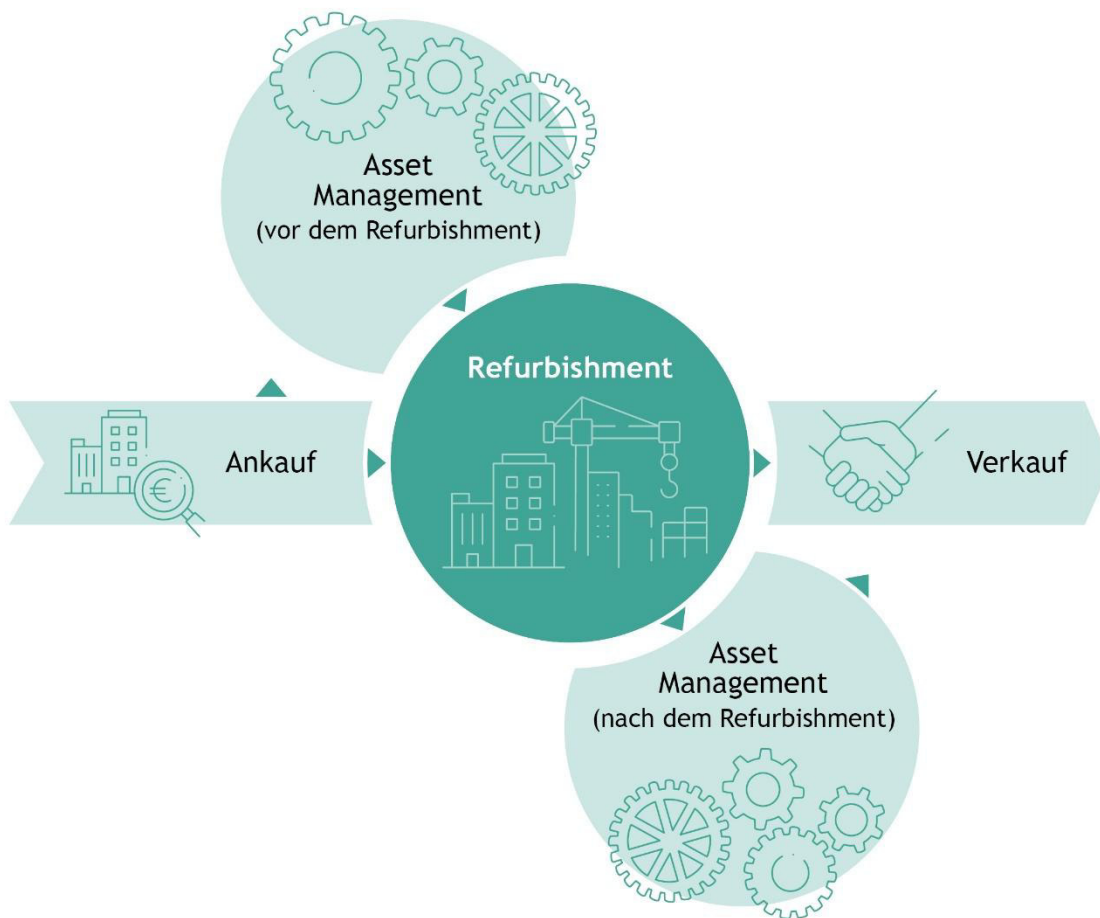 Asset
Management
(vor dem Refurbishment)
Refurbishment
Ankauf
€
Verkauf
Asset
Management
(nach dem Refurbishment)